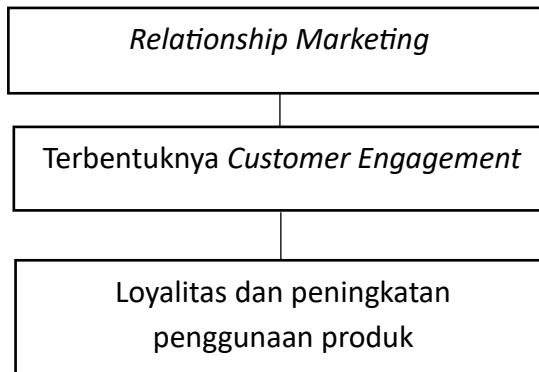 Relationship Marketing
Terbentuknya Customer Engagement
Loyalitas dan peningkatan
penggunaan produk